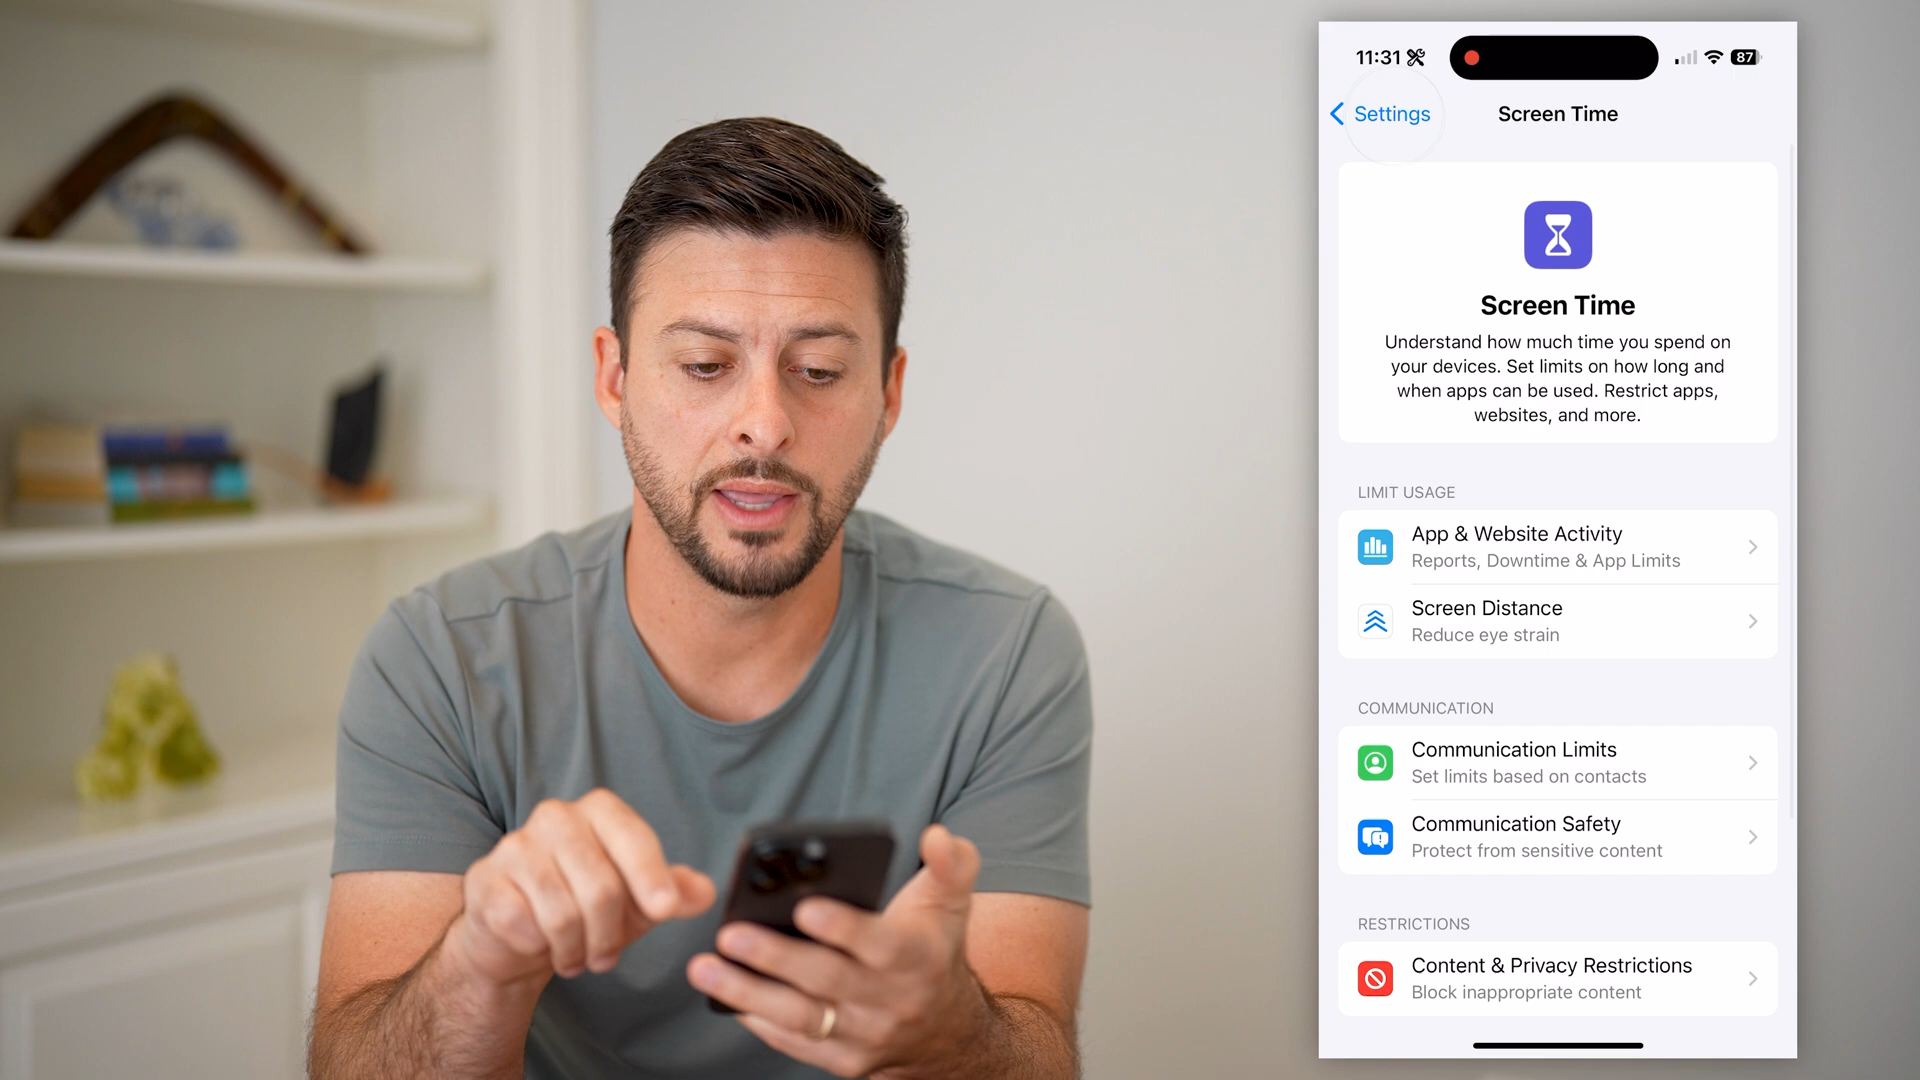 11:31
87
Settings
Screen Time
Screen Time
Understand how much time you spend on
your devices. Set limits on how long and
when apps can be used. Restrict apps,
websites, and more.
LIMIT USAGE
App & Website Activity
Reports, Downtime & App Limits
Screen Distance
Reduce eye strain
COMMUNICATION
Communication Limits
Set limits based on contacts
Communication Safety
Protect from sensitive content
RESTRICTIONS
Content & Privacy Restrictions
Block inappropriate content